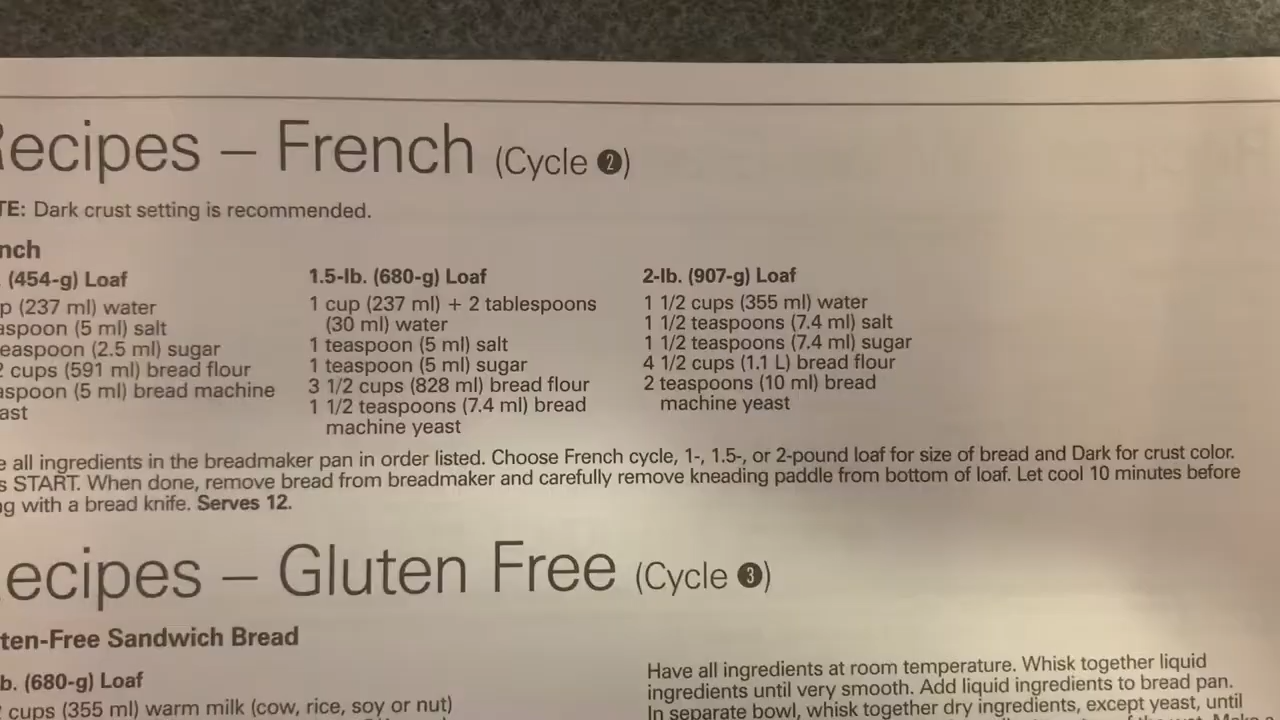 Recipes – French (Cycle 2)
TE: Dark crust setting is recommended.
nch
(454-g) Loaf
p (237 ml) water
aspoon (5 ml) salt
easpoon (2.5 ml) sugar
2 cups (591 ml) bread flour
aspoon (5 ml) bread machine
ast
1.5-lb. (680-g) Loaf
1 cup (237 ml) + 2 tablespoons
(30 ml) water
1 teaspoon (5 ml) salt
1 teaspoon (5 ml) sugar
3 1/2 cups (828 ml) bread flour
1 1/2 teaspoons (7.4 ml) bread
machine yeast
2-lb. (907-g) Loaf
1 1/2 cups (355 ml) water
1 1/2 teaspoons (7.4 ml) salt
1 1/2 teaspoons (7.4 ml) sugar
4 1/2 cups (1.1 L) bread flour
2 teaspoons (10 ml) bread
machine yeast
e all ingredients in the breadmaker pan in order listed. Choose French cycle, 1-, 1.5-, or 2-pound loaf for size of bread and Dark for crust color.
s START. When done, remove bread from breadmaker and carefully remove kneading paddle from bottom of loaf. Let cool 10 minutes before
g with a bread knife. Serves 12.
ecipes – Gluten Free (Cycle 3)
ten-Free Sandwich Bread
b. (680-g) Loaf
cups (355 ml) warm milk (cow, rice, soy or nut)
Have all ingredients at room temperature. Whisk together liquid
ingredients until very smooth. Add liquid ingredients to bread pan.
In separate bowl, whisk together dry ingredients, except yeast, until